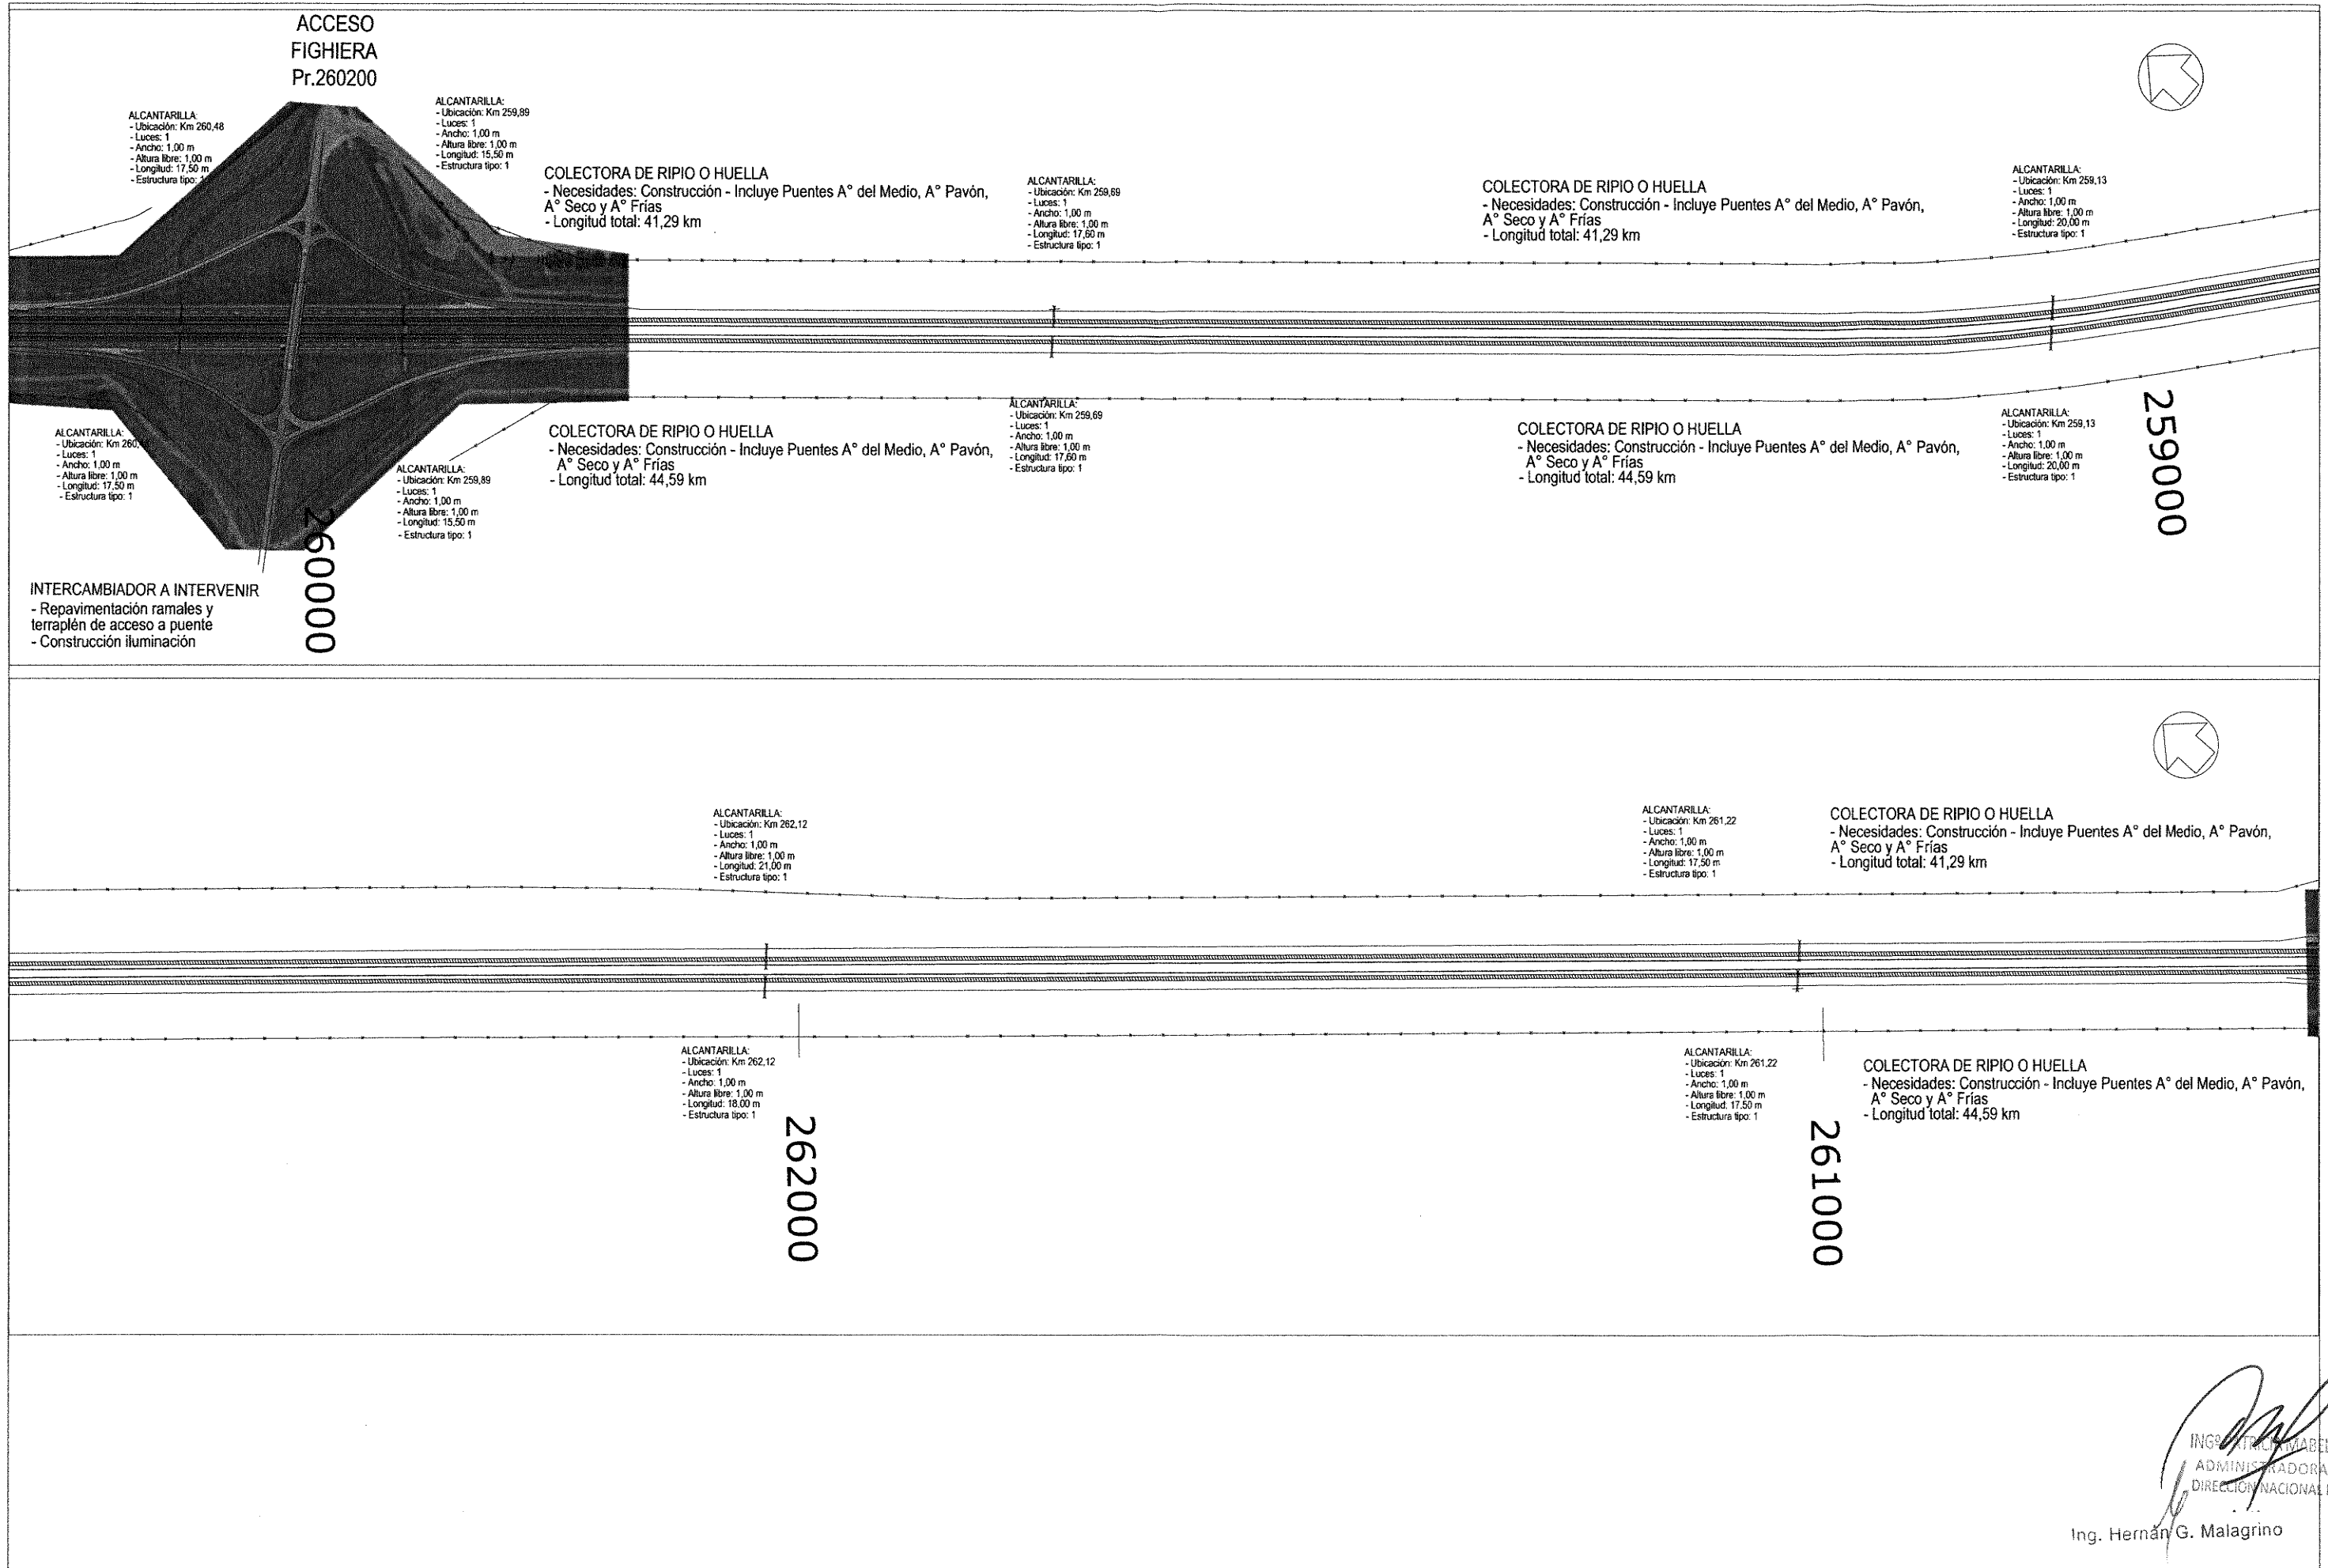 ACCESO
FIGHIERA
Pr.260200
ALCANTARILLA:
- Ubicación: Km 260,48
- Luces: 1
- Ancho: 1,00 m
- Altura libre: 1,00 m
- Longitud: 17,50 m
- Estructura tipo: 1
ALCANTARILLA:
- Ubicación: Km 259,89
- Luces: 1
- Ancho: 1,00 m
- Altura libre: 1,00 m
- Longitud: 15,50 m
- Estructura tipo: 1
COLECTORA DE RIPIO O HUELLA
- Necesidades: Construcción - Incluye Puentes A° del Medio, A° Pavón,
A° Seco y A° Frías
- Longitud total: 41,29 km
ALCANTARILLA:
- Ubicación: Km 259,69
- Luces: 1
- Ancho: 1,00 m
- Altura libre: 1,00 m
- Longitud: 17,60 m
- Estructura tipo: 1
COLECTORA DE RIPIO O HUELLA
- Necesidades: Construcción - Incluye Puentes A° del Medio, A° Pavón,
A° Seco y A° Frías
- Longitud total: 41,29 km
ALCANTARILLA:
- Ubicación: Km 259,13
- Luces: 1
- Ancho: 1,00 m
- Altura libre: 1,00 m
- Longitud: 20,00 m
- Estructura tipo: 1
ALCANTARILLA:
- Ubicación: Km 260,
- Luces: 1
- Ancho: 1,00 m
- Altura libre: 1,00 m
- Longitud: 17,50 m
- Estructura tipo: 1
ALCANTARILLA:
- Ubicación: Km 259,89
- Luces: 1
- Ancho: 1,00 m
- Altura libre: 1,00 m
- Longitud: 15,50 m
- Estructura tipo: 1
COLECTORA DE RIPIO O HUELLA
- Necesidades: Construcción - Incluye Puentes A° del Medio, A° Pavón,
A° Seco y A° Frías
- Longitud total: 44,59 km
ALCANTARILLA:
- Ubicación: Km 259,69
- Luces: 1
- Ancho: 1,00 m
- Altura libre: 1,00 m
- Longitud: 17,60 m
- Estructura tipo: 1
COLECTORA DE RIPIO O HUELLA
- Necesidades: Construcción - Incluye Puentes A° del Medio, A° Pavón,
A° Seco y A° Frías
- Longitud total: 44,59 km
ALCANTARILLA:
- Ubicación: Km 259,13
- Luces: 1
- Ancho: 1,00 m
- Altura libre: 1,00 m
- Longitud: 20,00 m
- Estructura tipo: 1
259000
260000
INTERCAMBIADOR A INTERVENIR
- Repavimentación ramales y
terraplén de acceso a puente
- Construcción iluminación
ALCANTARILLA:
- Ubicación: Km 262,12
- Luces: 1
- Ancho: 1,00 m
- Altura libre: 1,00 m
- Longitud: 21,00 m
- Estructura tipo: 1
ALCANTARILLA:
- Ubicación: Km 261,22
- Luces: 1
- Ancho: 1,00 m
- Altura libre: 1,00 m
- Longitud: 17,50 m
- Estructura tipo: 1
COLECTORA DE RIPIO O HUELLA
- Necesidades: Construcción - Incluye Puentes A° del Medio, A° Pavón,
A° Seco y A° Frías
- Longitud total: 41,29 km
ALCANTARILLA:
- Ubicación: Km 262,12
- Luces: 1
- Ancho: 1,00 m
- Altura libre: 1,00 m
- Longitud: 18,00 m
- Estructura tipo: 1
262000
ALCANTARILLA:
- Ubicación: Km 261,22
- Luces: 1
- Ancho: 1,00 m
- Altura libre: 1,00 m
- Longitud: 17,50 m
- Estructura tipo: 1
261000
COLECTORA DE RIPIO O HUELLA
- Necesidades: Construcción - Incluye Puentes A° del Medio, A° Pavón,
A° Seco y A° Frías
- Longitud total: 44,59 km
MABEL
ADMINISTRADORA
DIRECCIÓN NACIONAL
Ing. Hernán G. Malagrino